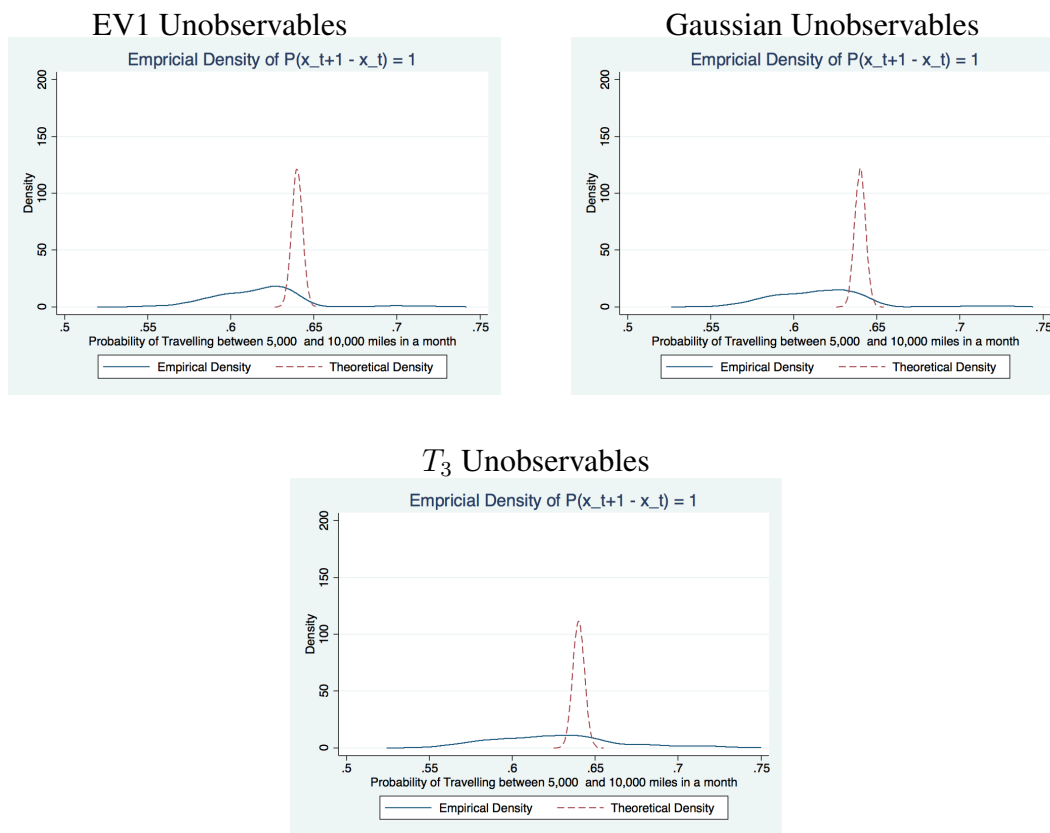 EV1 Unobservables
Empricial Density of P(x_t+1 - x_t) = 1
Density
200
150
100
50
0
.5 .55 .6 .65 .7 .75
Probability of Travelling between 5,000 and 10,000 miles in a month
Empirical Density Theoretical Density
Gaussian Unobservables
Empricial Density of P(x_t+1 - x_t) = 1
Density
200
150
100
50
0
.5 .55 .6 .65 .7 .75
Probability of Travelling between 5,000 and 10,000 miles in a month
Empirical Density Theoretical Density
T₃ Unobservables
Empricial Density of P(x_t+1 - x_t) = 1
Density
200
150
100
50
0
.5 .55 .6 .65 .7 .75
Probability of Travelling between 5,000 and 10,000 miles in a month
Empirical Density Theoretical Density